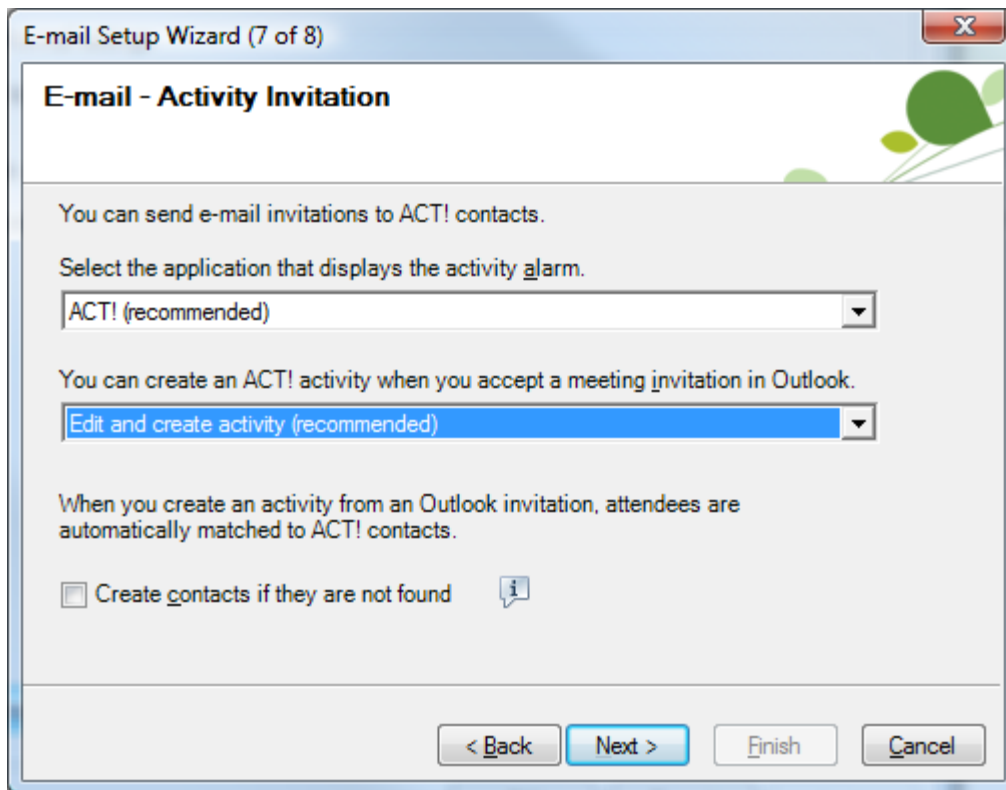 E-mail Setup Wizard (7 of 8)
E-mail - Activity Invitation
You can send e-mail invitations to ACT! contacts.
Select the application that displays the activity alarm.
ACT! (recommended)
You can create an ACT! activity when you accept a meeting invitation in Outlook.
Edit and create activity (recommended)
When you create an activity from an Outlook invitation, attendees are
automatically matched to ACT! contacts.
Create contacts if they are not found
< Back Next > Finish Cancel